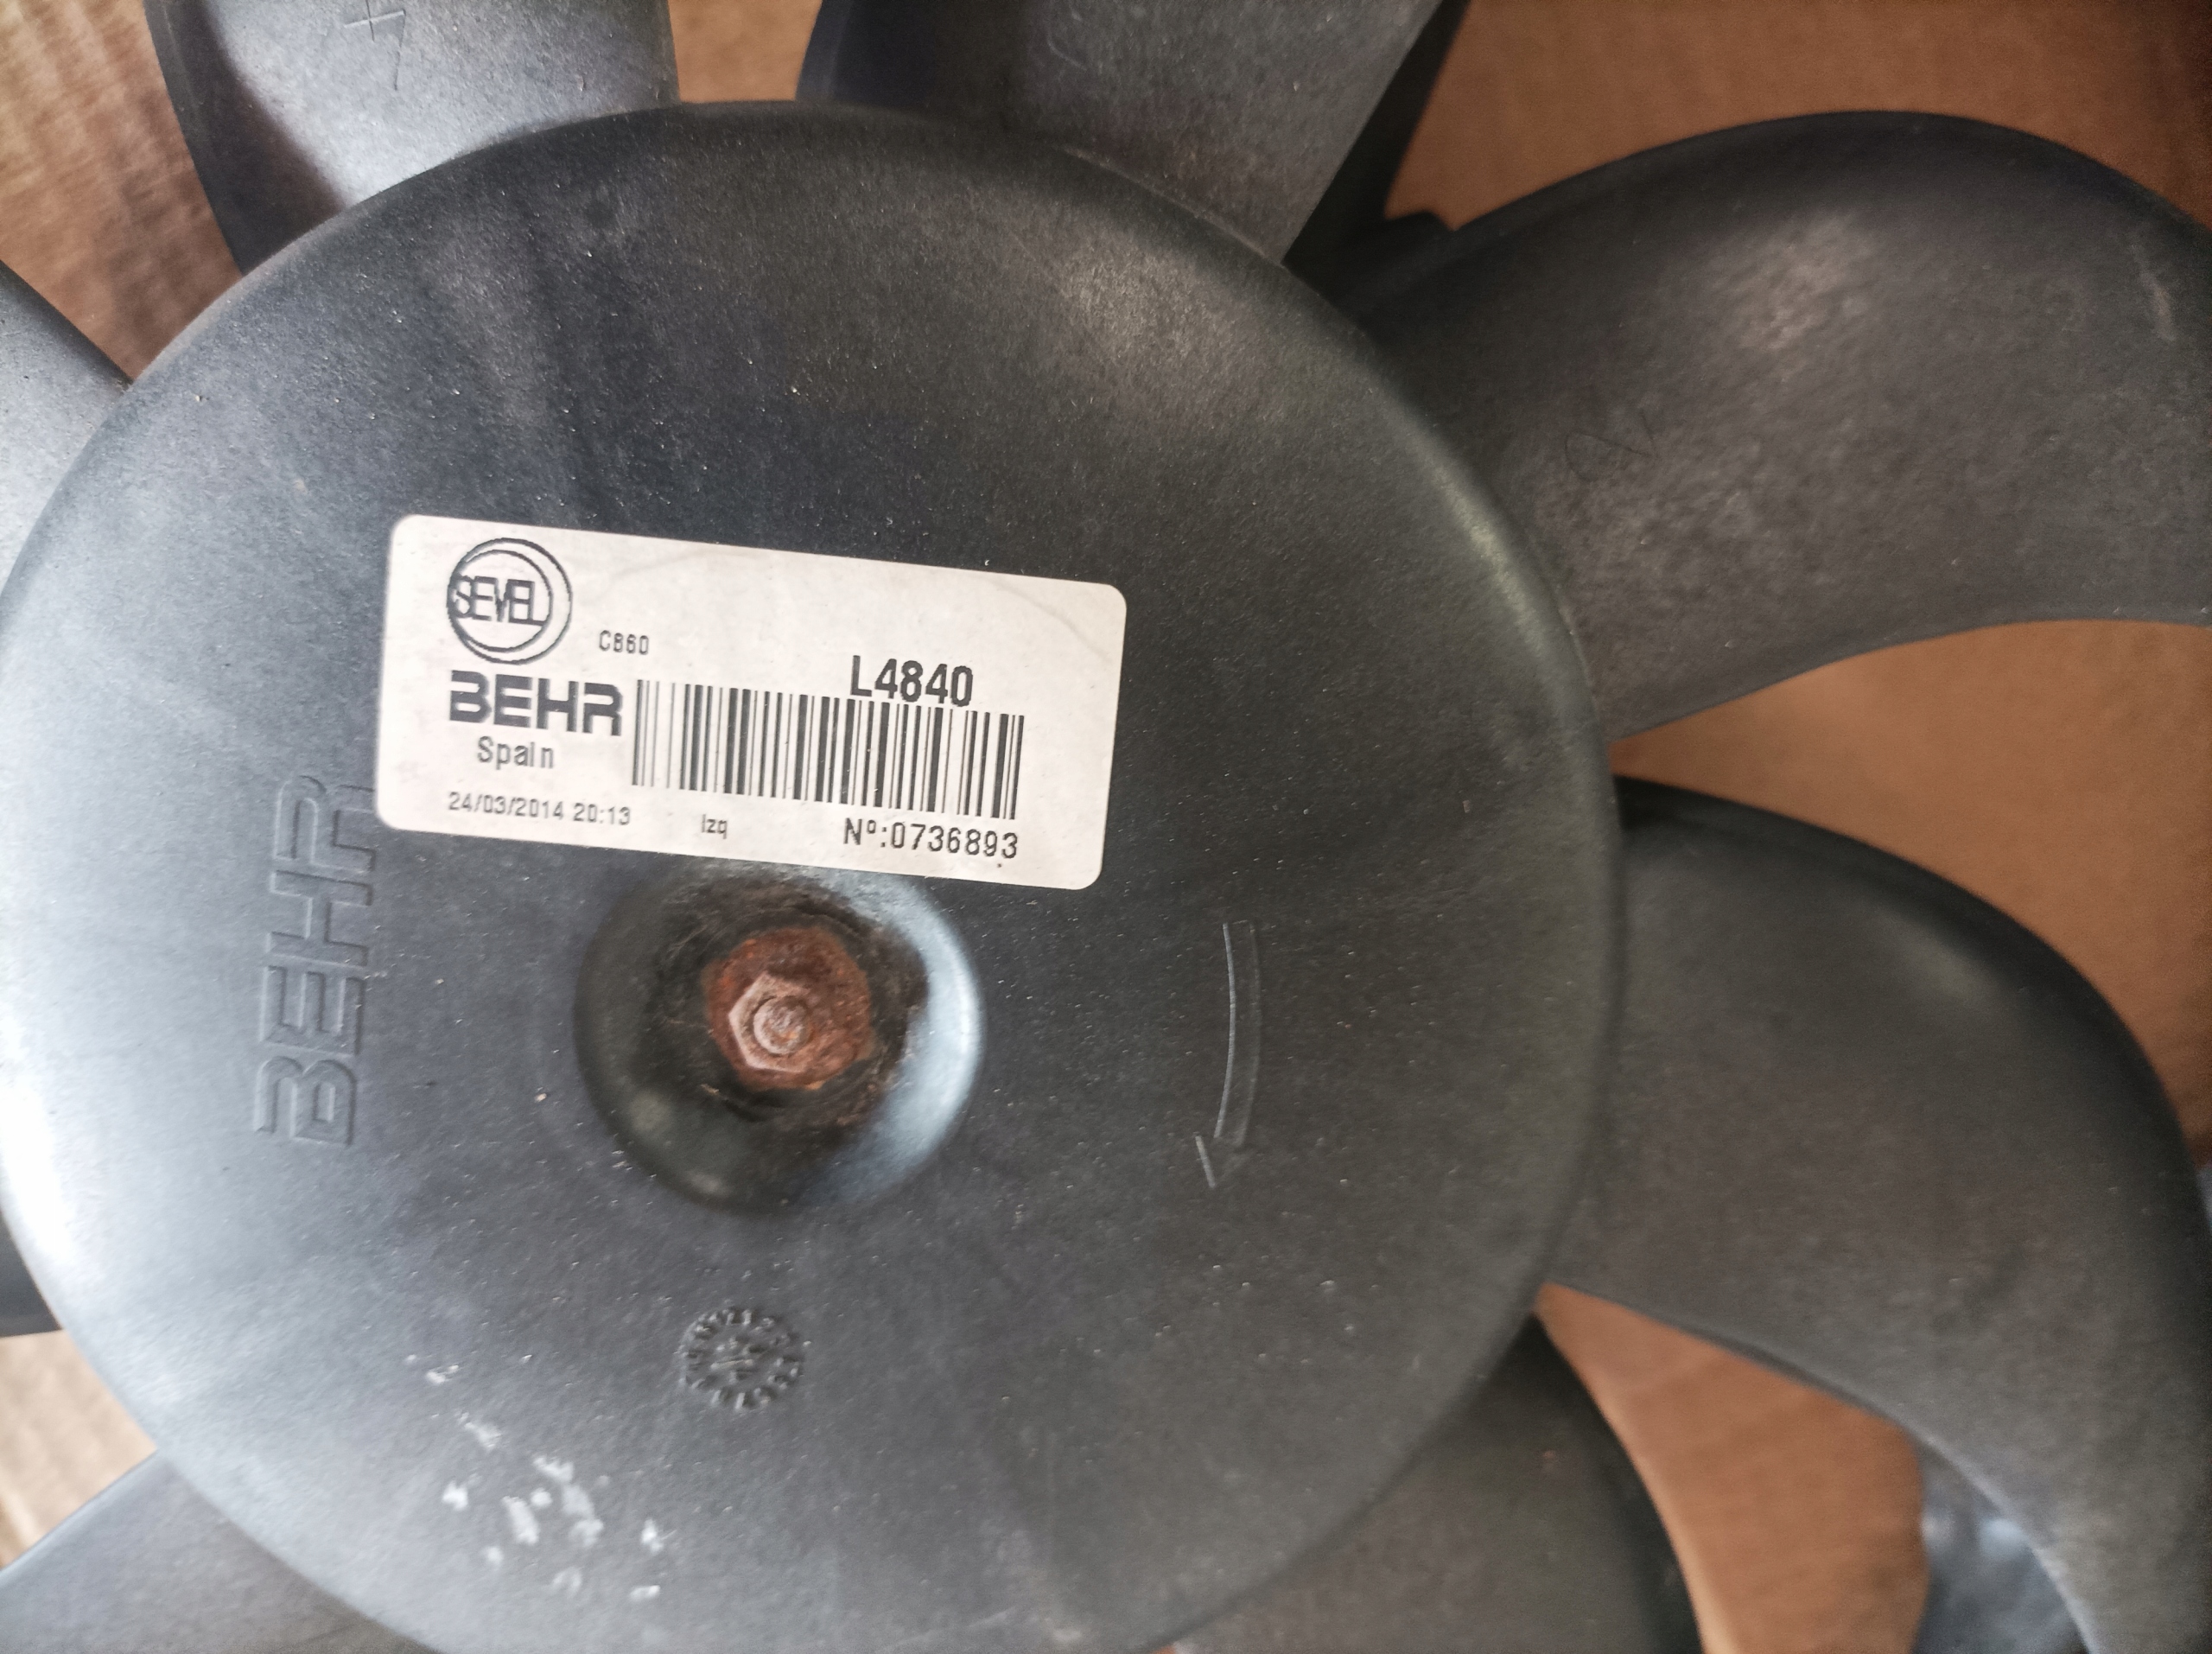 SEVEL
C860
L4840
BEHR
Spain
24/03/2014 20:13
Izq
Nº:0736893
BEHR